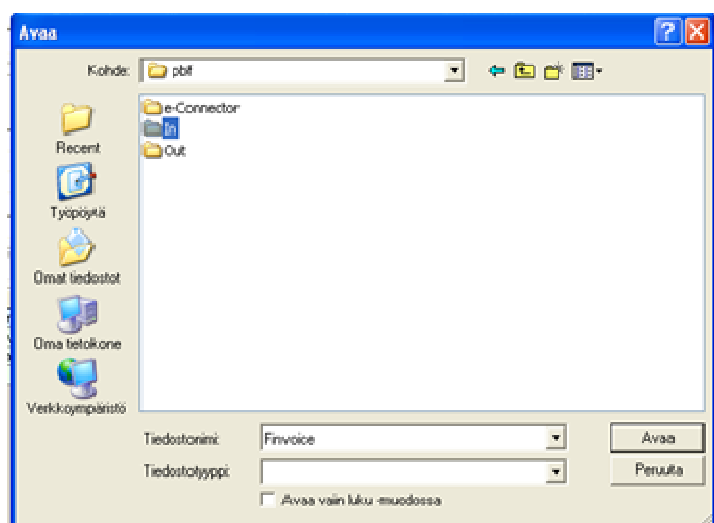 Avaa
Kohde: pblf
e-Connector
In
Out
Recent
Työpöytä
Omat tiedostot
Oma tietokone
Verkkoympäristö
Tiedostonimi: Finvoice Avaa
Tiedostotyyppi: Peruuta
Avaa vain luku -muodossa